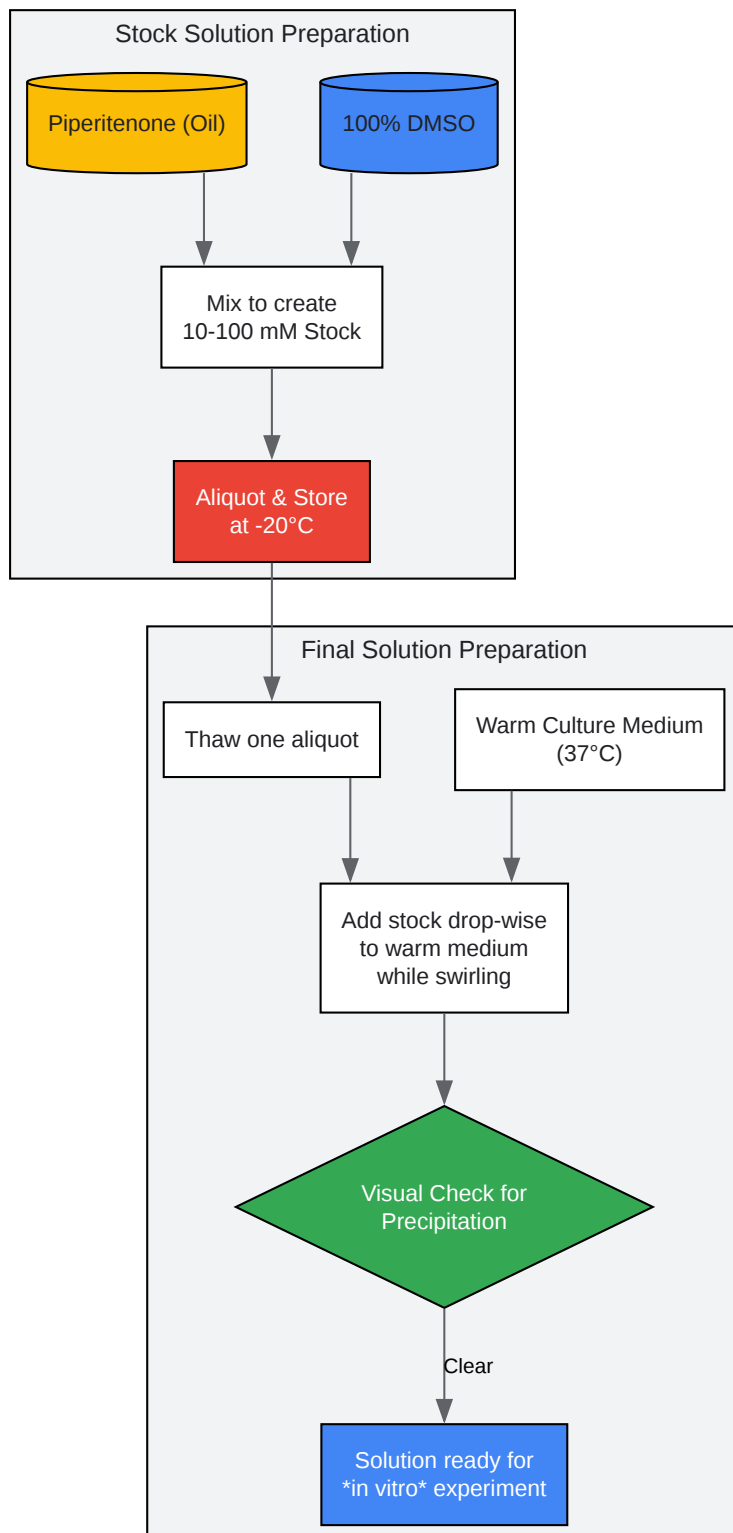 Stock Solution Preparation
Piperitenone (Oil)
100% DMSO
Mix to create
10-100 mM Stock
Aliquot & Store
at -20°C
Final Solution Preparation
Thaw one aliquot
Warm Culture Medium
(37°C)
Add stock drop-wise
to warm medium
while swirling
Visual Check for
Precipitation
Clear
Solution ready for
*in vitro* experiment